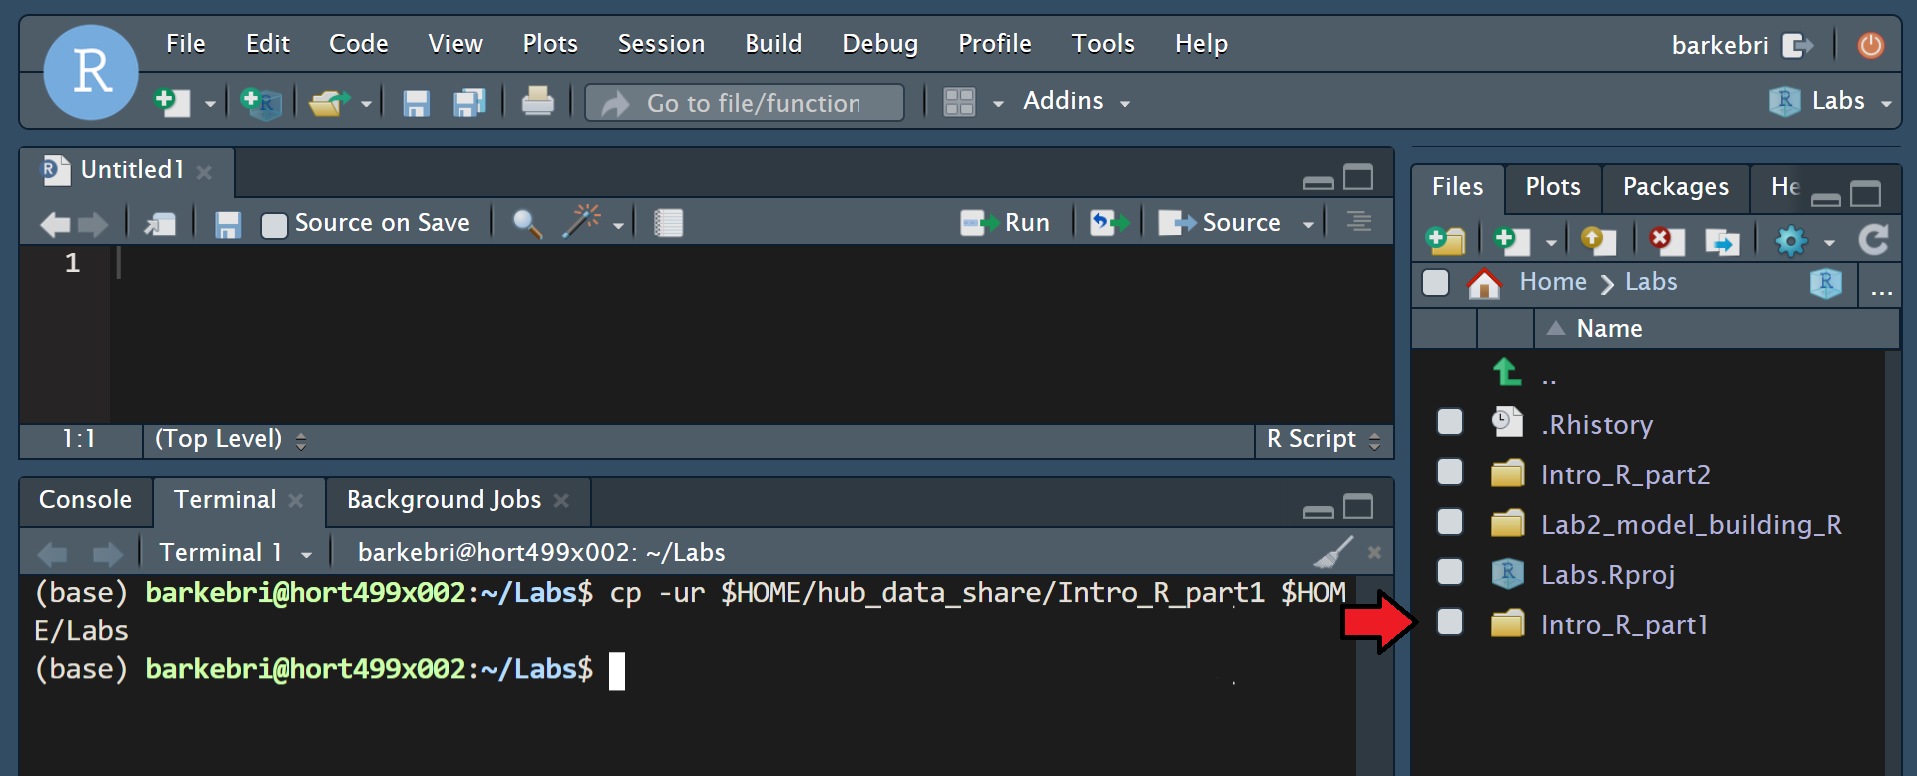 R
File Edit Code View Plots Session Build Debug Profile Tools Help
barkebri
Go to file/function
Addins
Labs
Untitled1
Source on Save
Run
Source
1
1:1
(Top Level)
R Script
Console
Terminal
Background Jobs
Terminal 1
barkebri@hort499x002: ~/Labs
(base) barkebri@hort499x002:~/Labs$ cp -ur $HOME/hub_data_share/Intro_R_part1 $HOM
E/Labs
(base) barkebri@hort499x002:~/Labs$
Files
Plots
Packages
He
Home
Labs
...
Name
..
.Rhistory
Intro_R_part2
Lab2_model_building_R
Labs.Rproj
Intro_R_part1